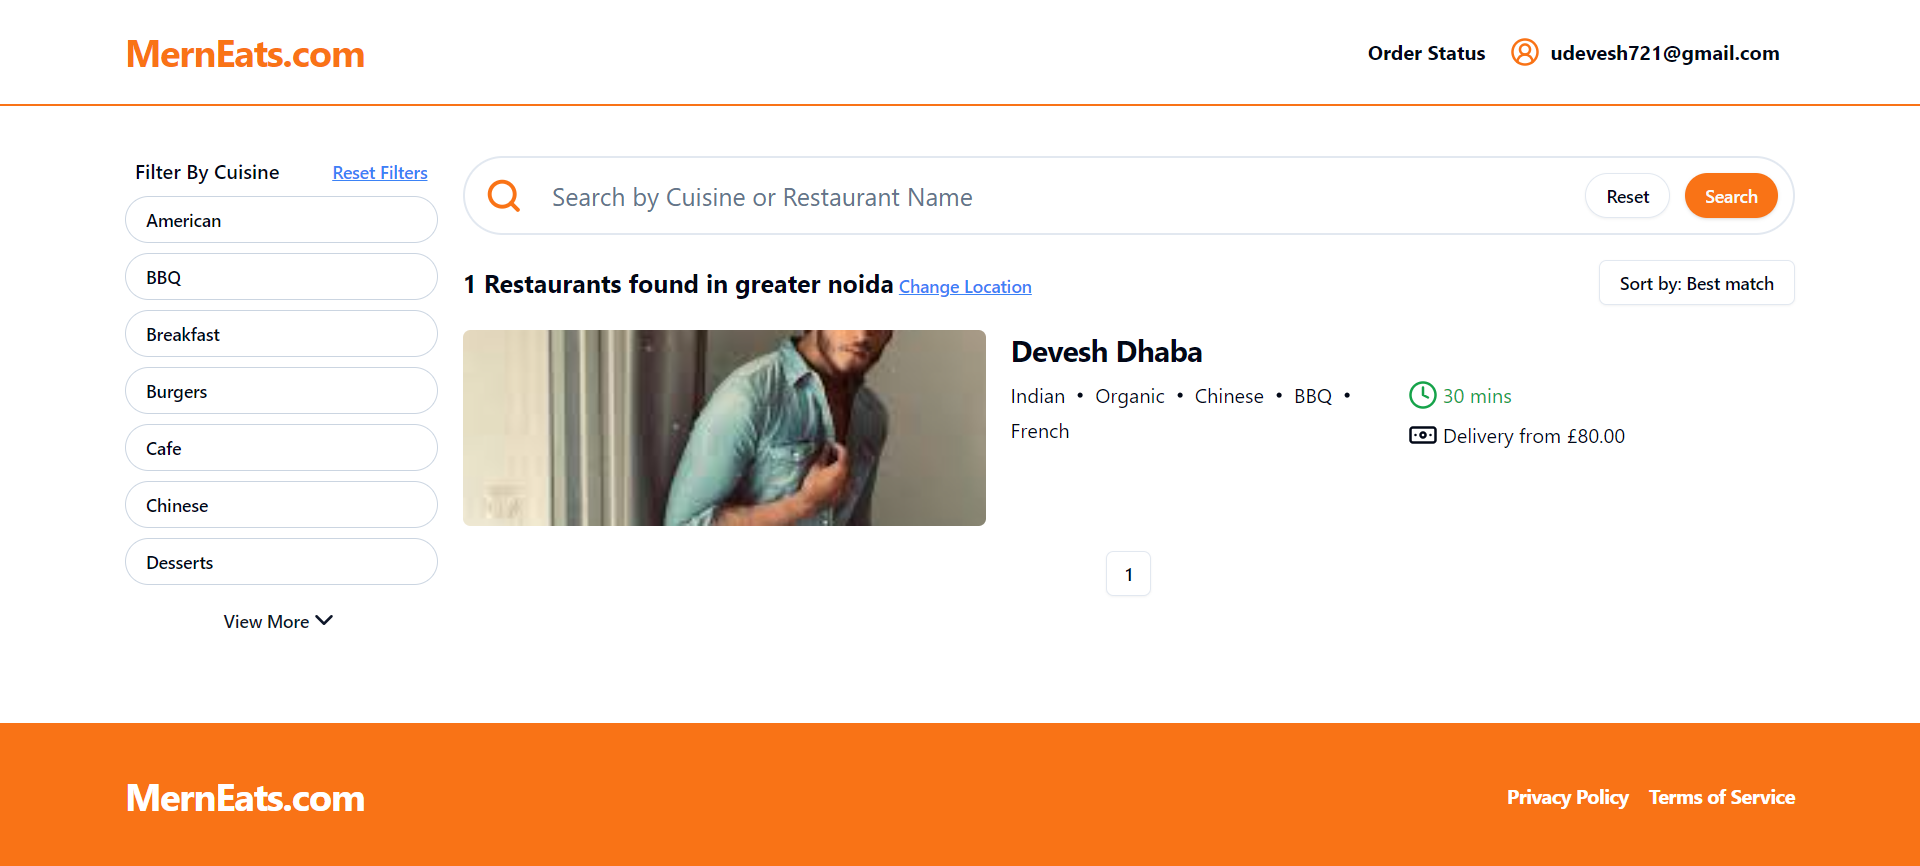 MernEats.com
Order Status udevesh721@gmail.com
Filter By Cuisine Reset Filters
American
BBQ
Breakfast
Burgers
Cafe
Chinese
Desserts
View More
Search by Cuisine or Restaurant Name Reset Search
1 Restaurants found in greater noida Change Location Sort by: Best match
Devesh Dhaba
Indian • Organic • Chinese • BBQ •
French
30 mins
Delivery from £80.00
1
MernEats.com
Privacy Policy Terms of Service